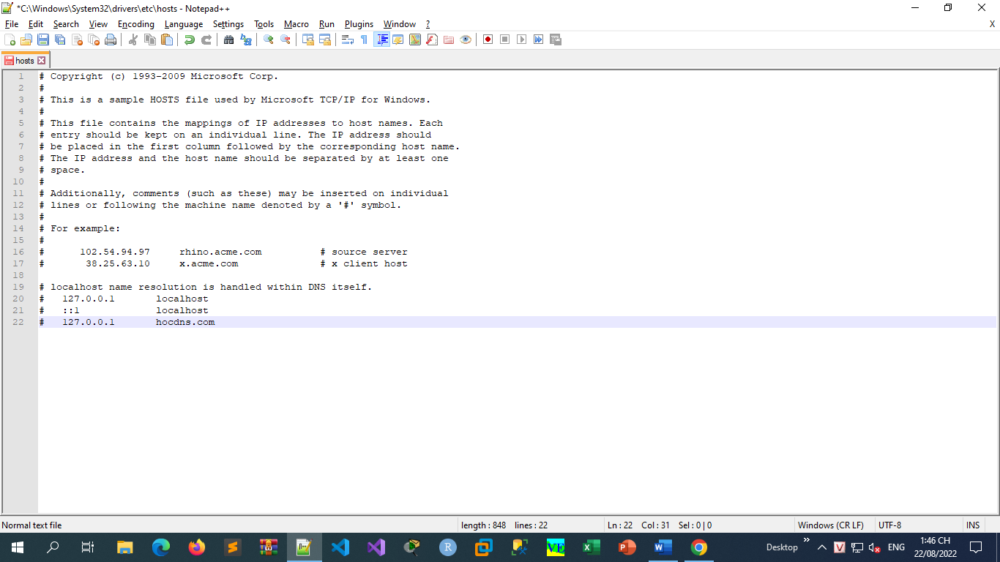 *C:\Windows\System32\drivers\etc\hosts - Notepad++
File Edit Search View Encoding Language Settings Tools Macro Run Plugins Window ? X
hosts
1 # Copyright (c) 1993-2009 Microsoft Corp.
2 #
3 # This is a sample HOSTS file used by Microsoft TCP/IP for Windows.
4 #
5 # This file contains the mappings of IP addresses to host names. Each
6 # entry should be kept on an individual line. The IP address should
7 # be placed in the first column followed by the corresponding host name.
8 # The IP address and the host name should be separated by at least one
9 # space.
10 #
11 # Additionally, comments (such as these) may be inserted on individual
12 # lines or following the machine name denoted by a '#' symbol.
13 #
14 # For example:
15 #
16 #      102.54.94.97     rhino.acme.com          # source server
17 #       38.25.63.10     x.acme.com              # x client host
18
19 # localhost name resolution is handled within DNS itself.
20 #   127.0.0.1       localhost
21 #   ::1             localhost
22 #   127.0.0.1       hocdns.com
Normal text file length : 848 lines : 22 Ln : 22 Col : 31 Sel : 0 | 0 Windows (CR LF) UTF-8 INS
Desktop ENG 1:46 CH
22/08/2022